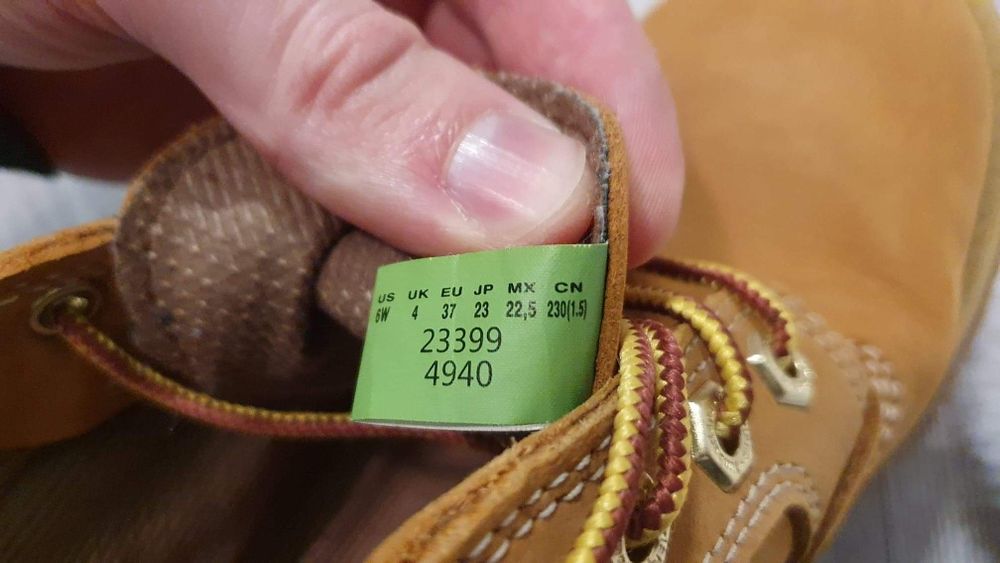 US UK EU JP MX CN
6W 4 37 23 22,5 230(1.5)
23399
4940